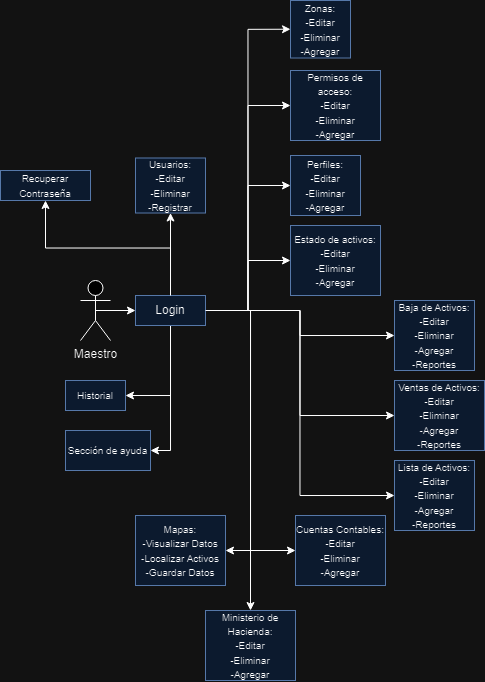 Zonas:
-Editar
-Eliminar
-Agregar
Permisos de
acceso:
-Editar
-Eliminar
-Agregar
Usuarios:
-Editar
-Eliminar
-Registrar
Perfiles:
-Editar
-Eliminar
-Agregar
Recuperar
Contraseña
Estado de activos:
-Editar
-Eliminar
-Agregar
Login
Maestro
Baja de Activos:
-Editar
-Eliminar
-Agregar
-Reportes
Historial
Ventas de Activos:
-Editar
-Eliminar
-Agregar
-Reportes
Sección de ayuda
Lista de Activos:
-Editar
-Eliminar
-Agregar
-Reportes
Mapas:
-Visualizar Datos
-Localizar Activos
-Guardar Datos
Cuentas Contables:
-Editar
-Eliminar
-Agregar
Ministerio de
Hacienda:
-Editar
-Eliminar
-Agregar